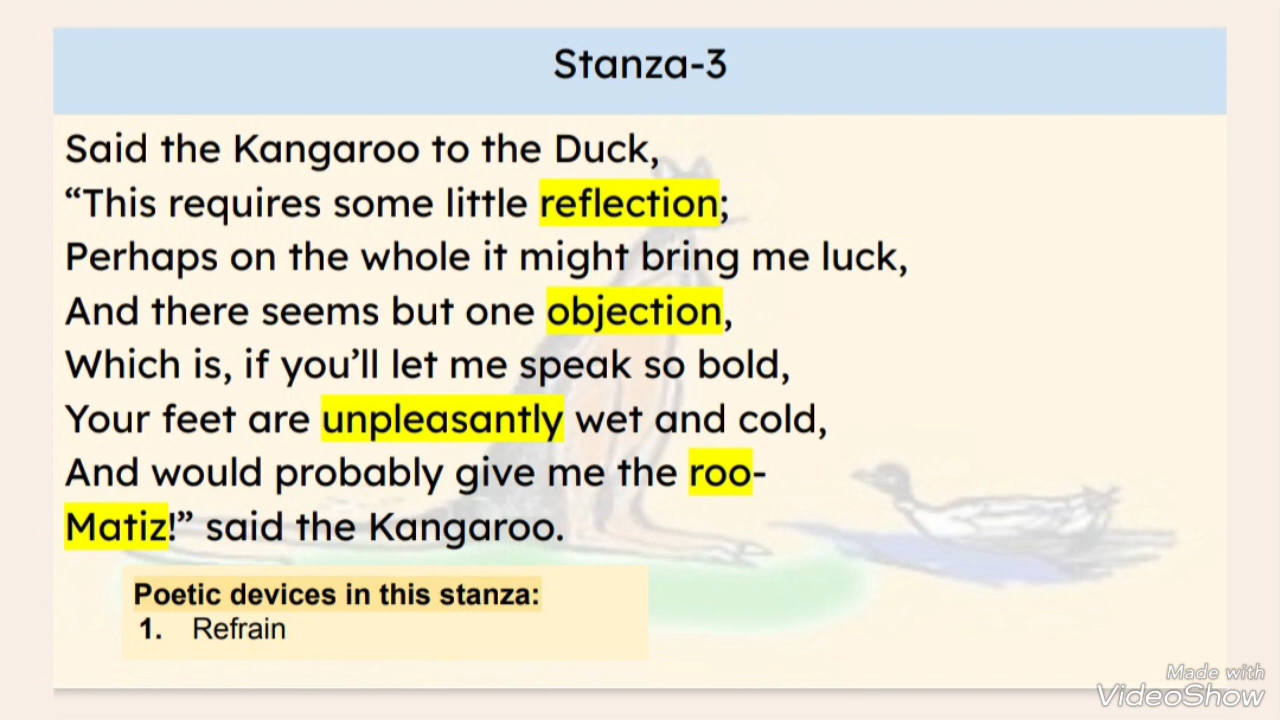 Stanza-3
Said the Kangaroo to the Duck,
“This requires some little reflection;
Perhaps on the whole it might bring me luck,
And there seems but one objection,
Which is, if you’ll let me speak so bold,
Your feet are unpleasantly wet and cold,
And would probably give me the roo-
Matiz!” said the Kangaroo.
Poetic devices in this stanza:
1. Refrain
Made with
VideoShow